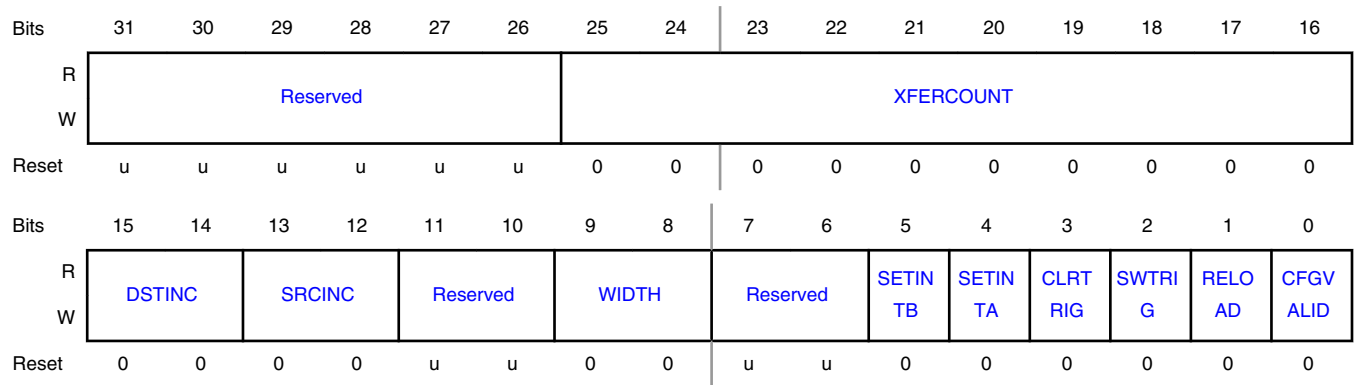 Bits 31 30 29 28 27 26 25 24 23 22 21 20 19 18 17 16
R
Reserved XFERCOUNT
W
Reset u u u u u u 0 0 0 0 0 0 0 0 0 0
Bits 15 14 13 12 11 10 9 8 7 6 5 4 3 2 1 0
R SETIN SETIN CLRT SWTRI RELO CFGV
DSTINC SRCINC Reserved WIDTH Reserved
W TB TA RIG G AD ALID
Reset 0 0 0 0 u u 0 0 u u 0 0 0 0 0 0